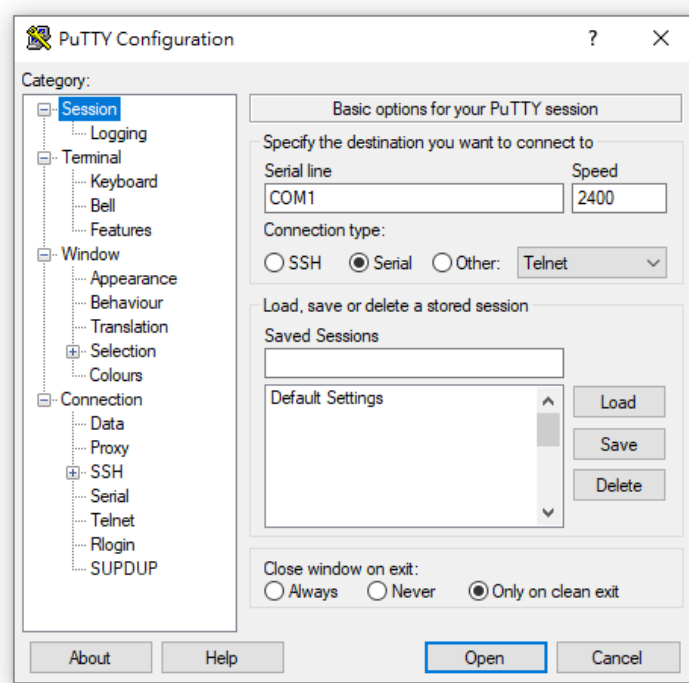 PuTTY Configuration
?
Category:
Session
Logging
Terminal
Keyboard
Bell
Features
Window
Appearance
Behaviour
Translation
Selection
Colours
Connection
Data
Proxy
SSH
Serial
Telnet
Rlogin
SUPDUP
Basic options for your PuTTY session
Specify the destination you want to connect to
Serial line Speed
COM1 2400
Connection type:
SSH Serial Other: Telnet
Load, save or delete a stored session
Saved Sessions
Default Settings
Load
Save
Delete
Close window on exit:
Always Never Only on clean exit
About Help Open Cancel